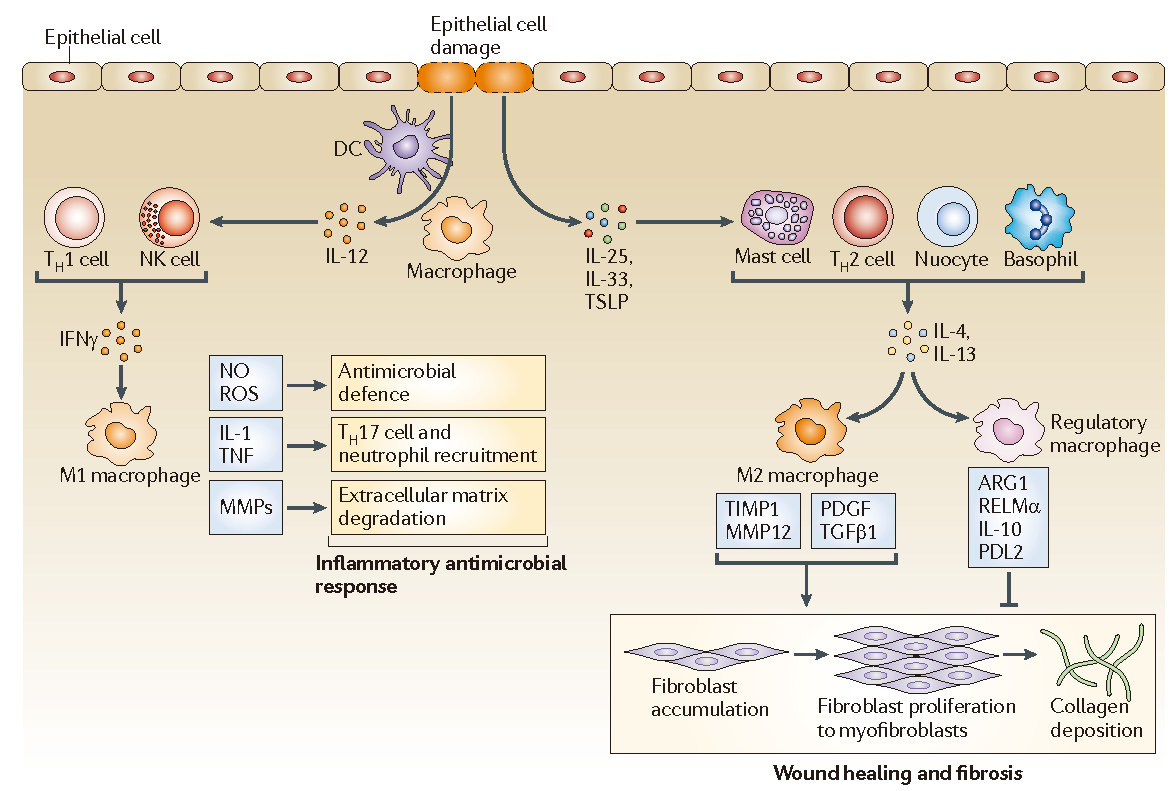 Epithelial cell
Epithelial cell
damage
DC
TH1 cell
NK cell
IL-12
Macrophage
IL-25,
IL-33,
TSLP
Mast cell
TH2 cell
Nuocyte
Basophil
IFNγ
IL-4,
IL-13
M1 macrophage
NO
ROS
Antimicrobial
defence
IL-1
TNF
TH17 cell and
neutrophil recruitment
MMPs
Extracellular matrix
degradation
Inflammatory antimicrobial
response
M2 macrophage
Regulatory
macrophage
TIMP1
MMP12
PDGF
TGFβ1
ARG1
RELMα
IL-10
PDL2
Fibroblast
accumulation
Fibroblast proliferation
to myofibroblasts
Collagen
deposition
Wound healing and fibrosis